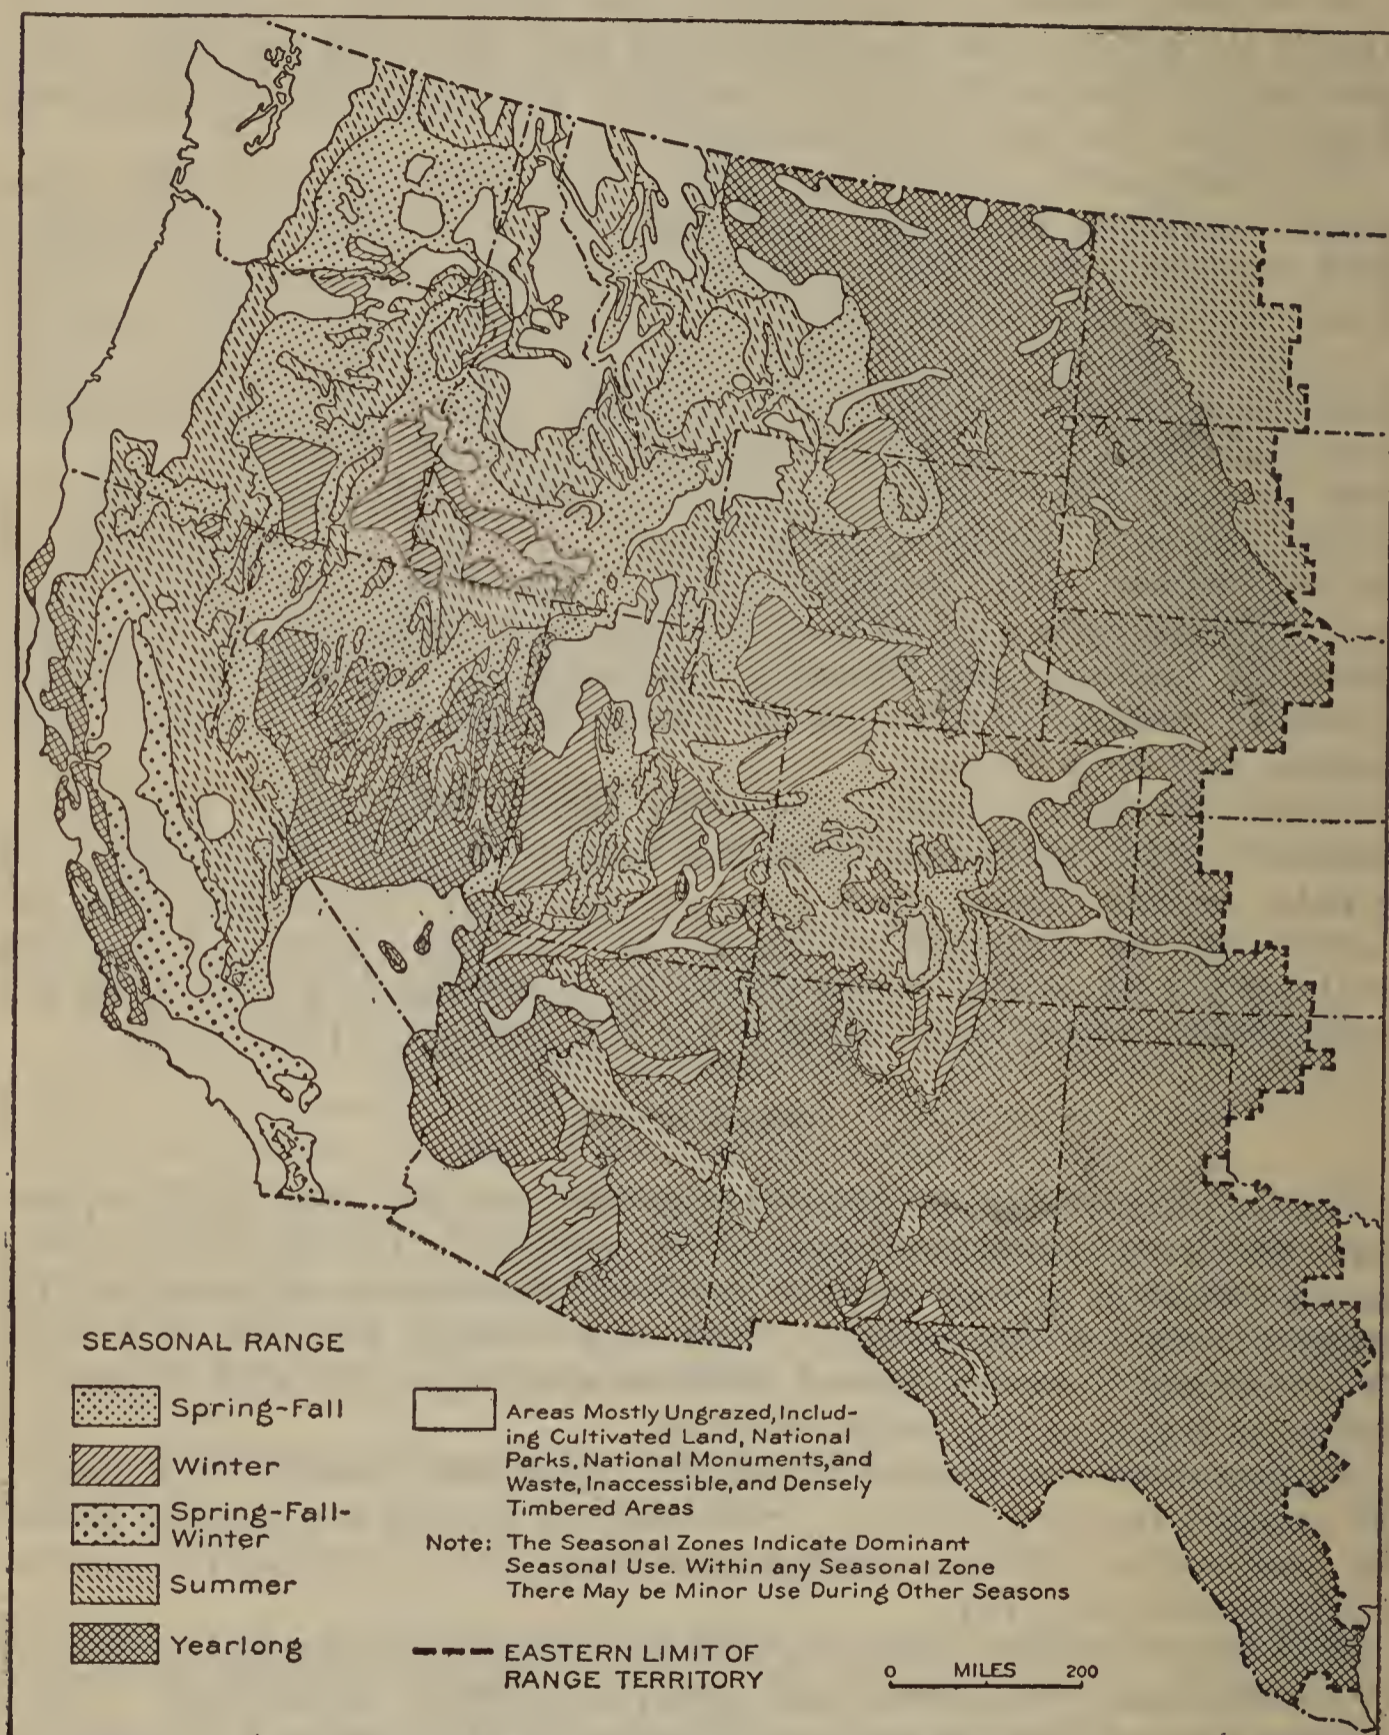 SEASONAL RANGE
Spring-Fall
Winter
Spring-Fall-
Winter
Summer
Yearlong
Areas Mostly Ungrazed, Includ-
ing Cultivated Land, National
Parks, National Monuments, and
Waste, Inaccessible, and Densely
Timbered Areas
Note: The Seasonal Zones Indicate Dominant
Seasonal Use. Within any Seasonal Zone
There May be Minor Use During Other Seasons
EASTERN LIMIT OF
RANGE TERRITORY
0 MILES 200